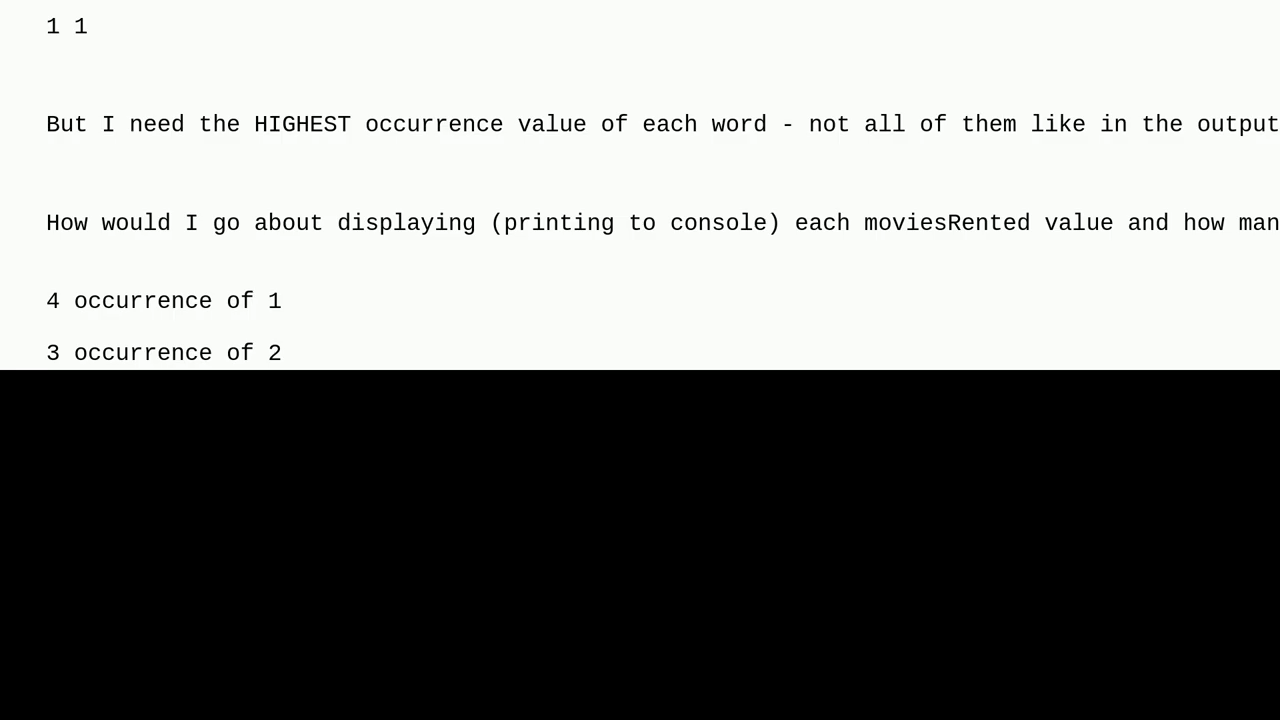 1 1
But I need the HIGHEST occurrence value of each word - not all of them like in the output
How would I go about displaying (printing to console) each moviesRented value and how man
4 occurrence of 1
3 occurrence of 2